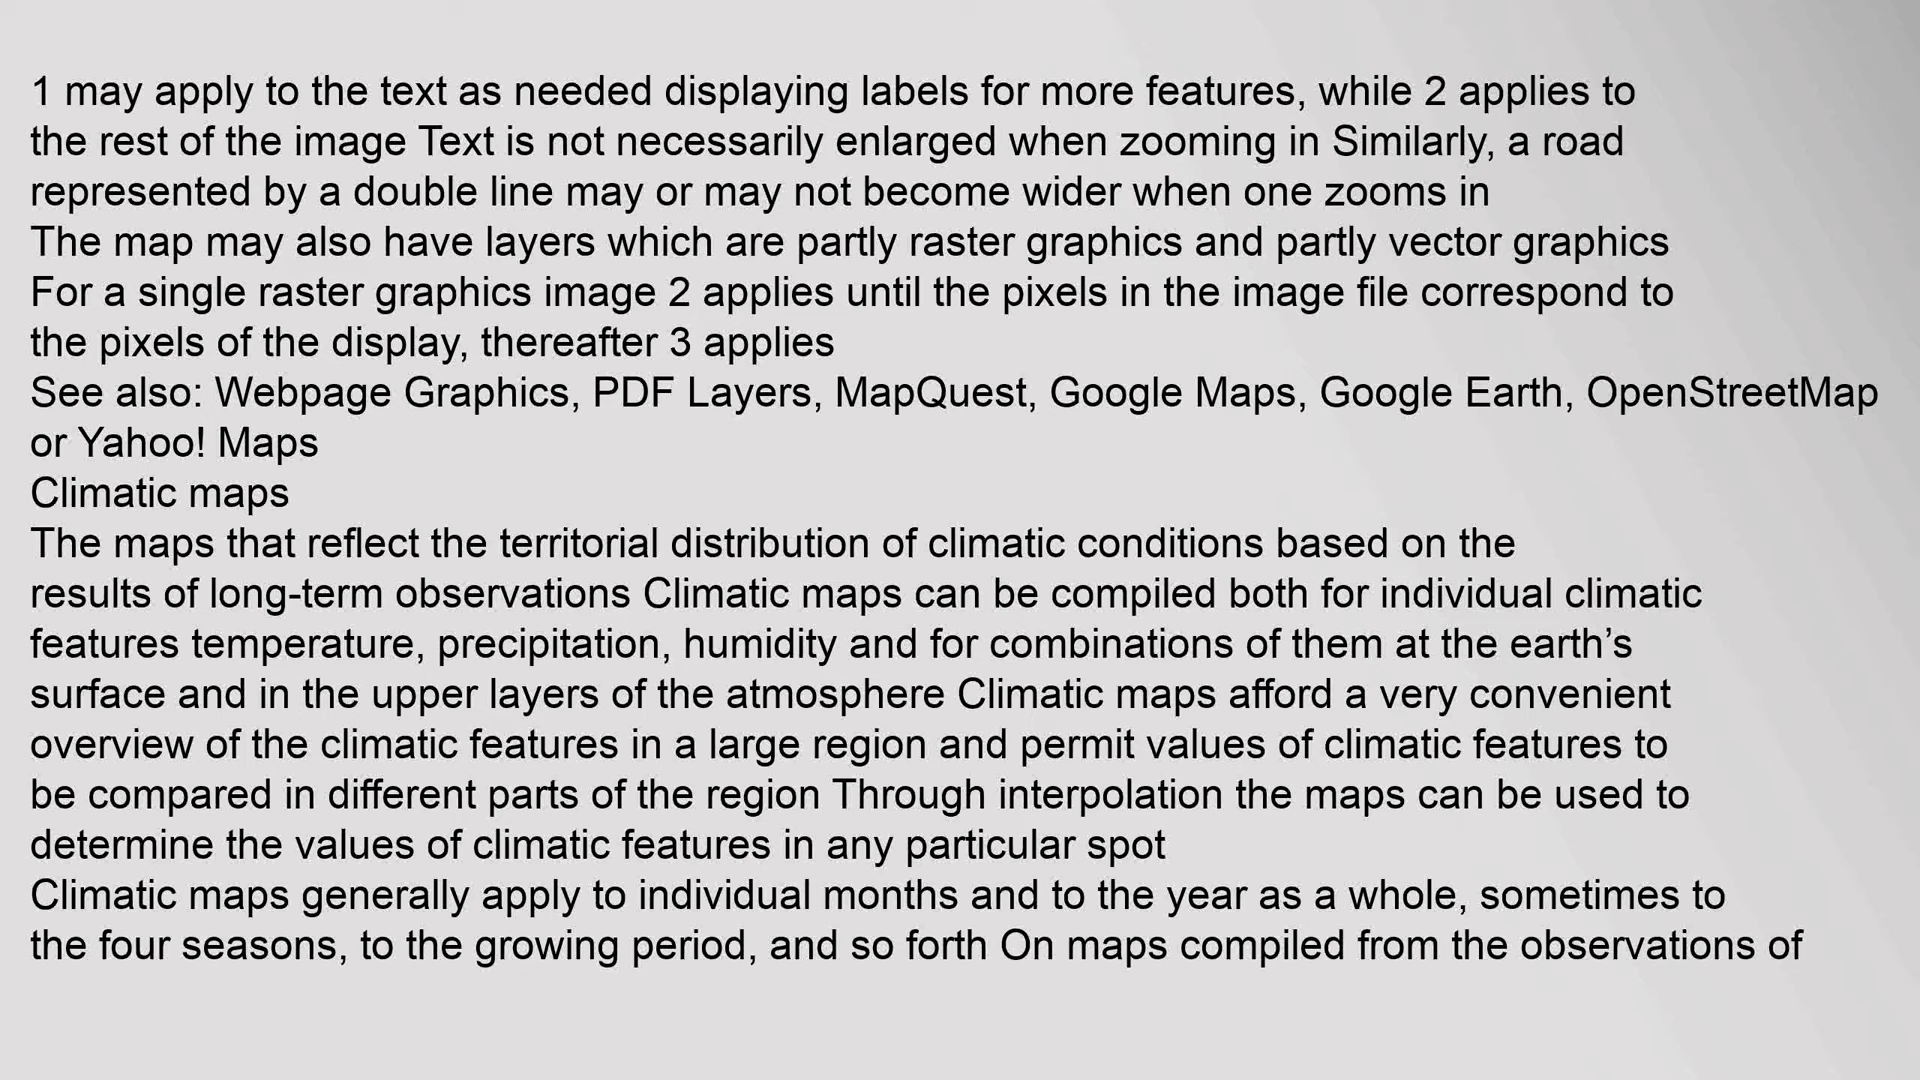 1 may apply to the text as needed displaying labels for more features, while 2 applies to
the rest of the image Text is not necessarily enlarged when zooming in Similarly, a road
represented by a double line may or may not become wider when one zooms in
The map may also have layers which are partly raster graphics and partly vector graphics
For a single raster graphics image 2 applies until the pixels in the image file correspond to
the pixels of the display, thereafter 3 applies
See also: Webpage Graphics, PDF Layers, MapQuest, Google Maps, Google Earth, OpenStreetMap
or Yahoo! Maps
Climatic maps
The maps that reflect the territorial distribution of climatic conditions based on the
results of long-term observations Climatic maps can be compiled both for individual climatic
features temperature, precipitation, humidity and for combinations of them at the earth’s
surface and in the upper layers of the atmosphere Climatic maps afford a very convenient
overview of the climatic features in a large region and permit values of climatic features to
be compared in different parts of the region Through interpolation the maps can be used to
determine the values of climatic features in any particular spot
Climatic maps generally apply to individual months and to the year as a whole, sometimes to
the four seasons, to the growing period, and so forth On maps compiled from the observations of